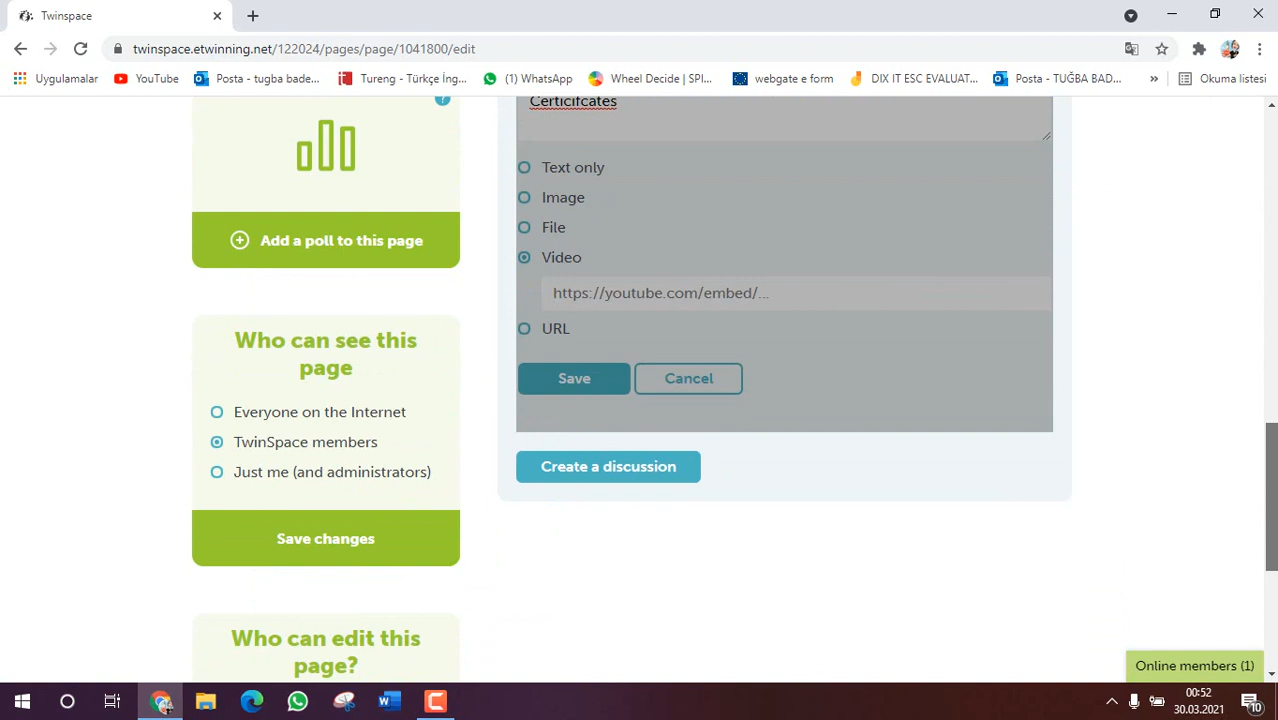 Twinspace
twinspace.etwinning.net/122024/pages/page/1041800/edit
Uygulamalar
YouTube
Posta - tugba bade...
Tureng - Türkçe İng...
(1) WhatsApp
Wheel Decide | SPI...
webgate e form
DIX IT ESC EVALUAT...
Posta - TUĞBA BAD...
»
Okuma listesi
?
Add a poll to this page
Who can see this
page
Everyone on the Internet
TwinSpace members
Just me (and administrators)
Save changes
Who can edit this
page?
Certicifcates
Text only
Image
File
Video
https://youtube.com/embed/...
URL
Save
Cancel
Create a discussion
Online members (1)
00:52
30.03.2021
10